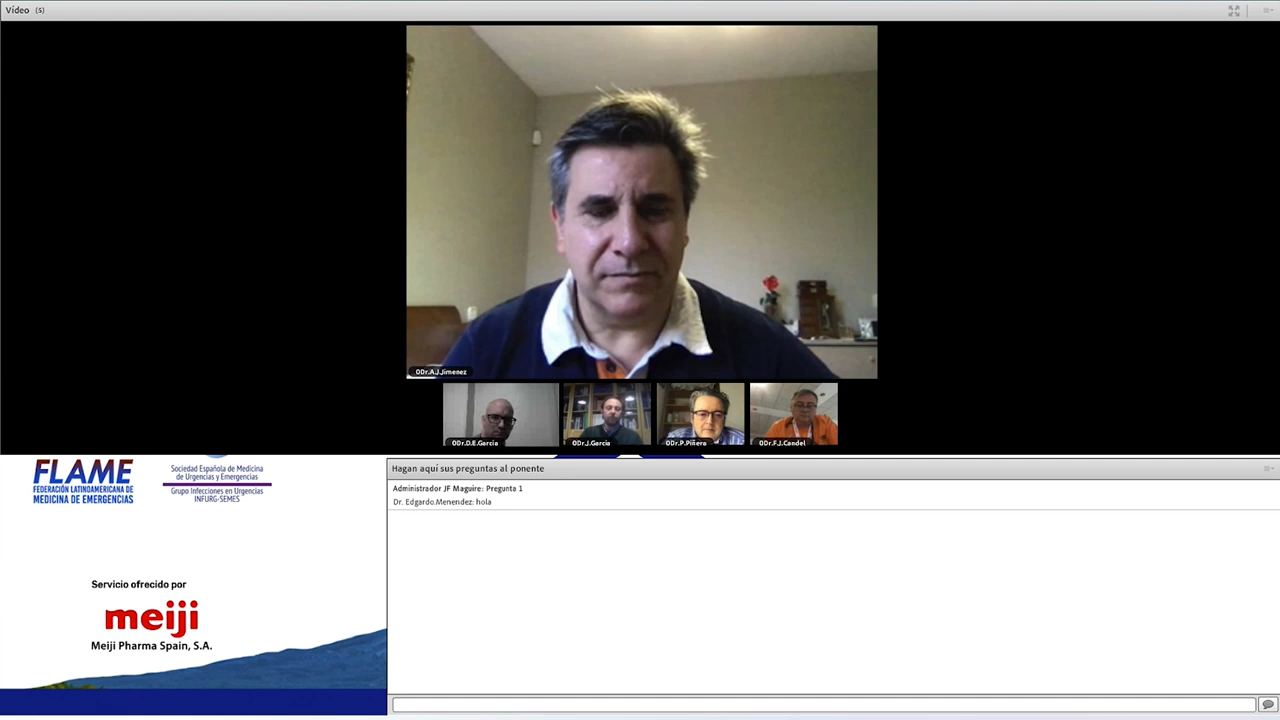 Vídeo (5)
ODr.A.J.Jimenez
ODr.D.E.Garcia
ODr.J.Garcia
ODr.P.Piñera
ODr.F.J.Candel
FLAME
FEDERACIÓN LATINOAMERICANA DE
MEDICINA DE EMERGENCIAS
Sociedad Española de Medicina
de Urgencias y Emergencias
Grupo Infecciones en Urgencias
INFURG-SEMES
Servicio ofrecido por
meiji
Meiji Pharma Spain, S.A.
Hagan aquí sus preguntas al ponente
Administrador JF Maguire: Pregunta 1
Dr. Edgardo.Menendez: hola